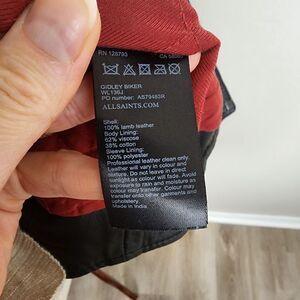 RN 128793
GIDLEY BIKER
WL136J
PO number: AS79483R
ALLSAINTS.COM
Shell:
100% lamb leather
Body Lining:
62% viscose
38% cotton
Sleeve Lining:
100% polyester
Professional leather clean only.
Leather will vary in colour and
texture. Do not leave in direct
sunlight as colour will fade. Avoid
exposure to rain and moisture as
colour may transfer. Colour may
transfer onto other garments and
upholstery.
Made in India